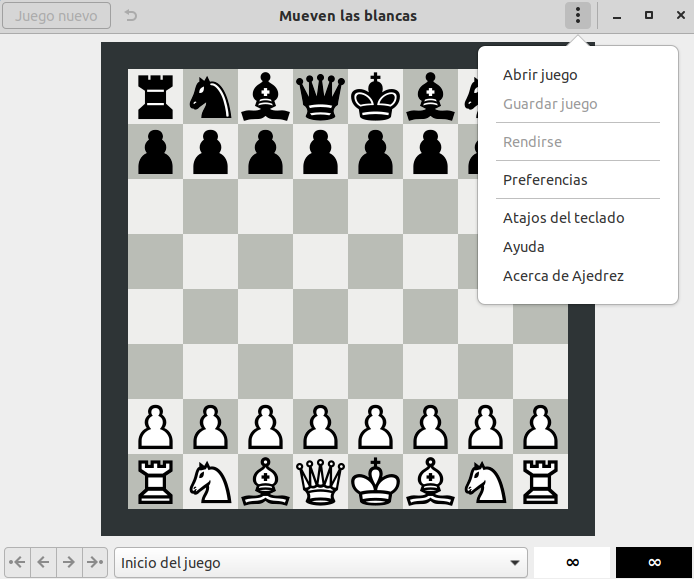 Juego nuevo
Mueven las blancas
Abrir juego
Guardar juego
Rendirse
Preferencias
Atajos del teclado
Ayuda
Acerca de Ajedrez
Inicio del juego
∞
∞